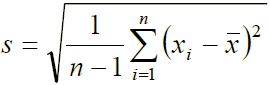 s = √(1/(n − 1) ∑_{i=1}^{n} (x_i − x̅)^2)